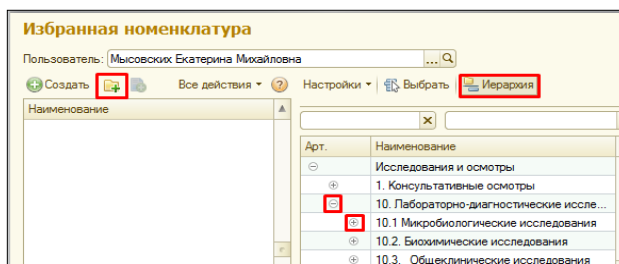 Избранная номенклатура
Пользователь: Мысовских Екатерина Михайловна ...
Создать Все действия ? Настройки Выбрать Иерархия
Наименование
Арт. Наименование
Исследования и осмотры
1. Консультативные осмотры
10. Лабораторно-диагностические иссле...
10.1 Микробиологические исследования
10.2. Биохимические исследования
10.3. Общеклинические исследования